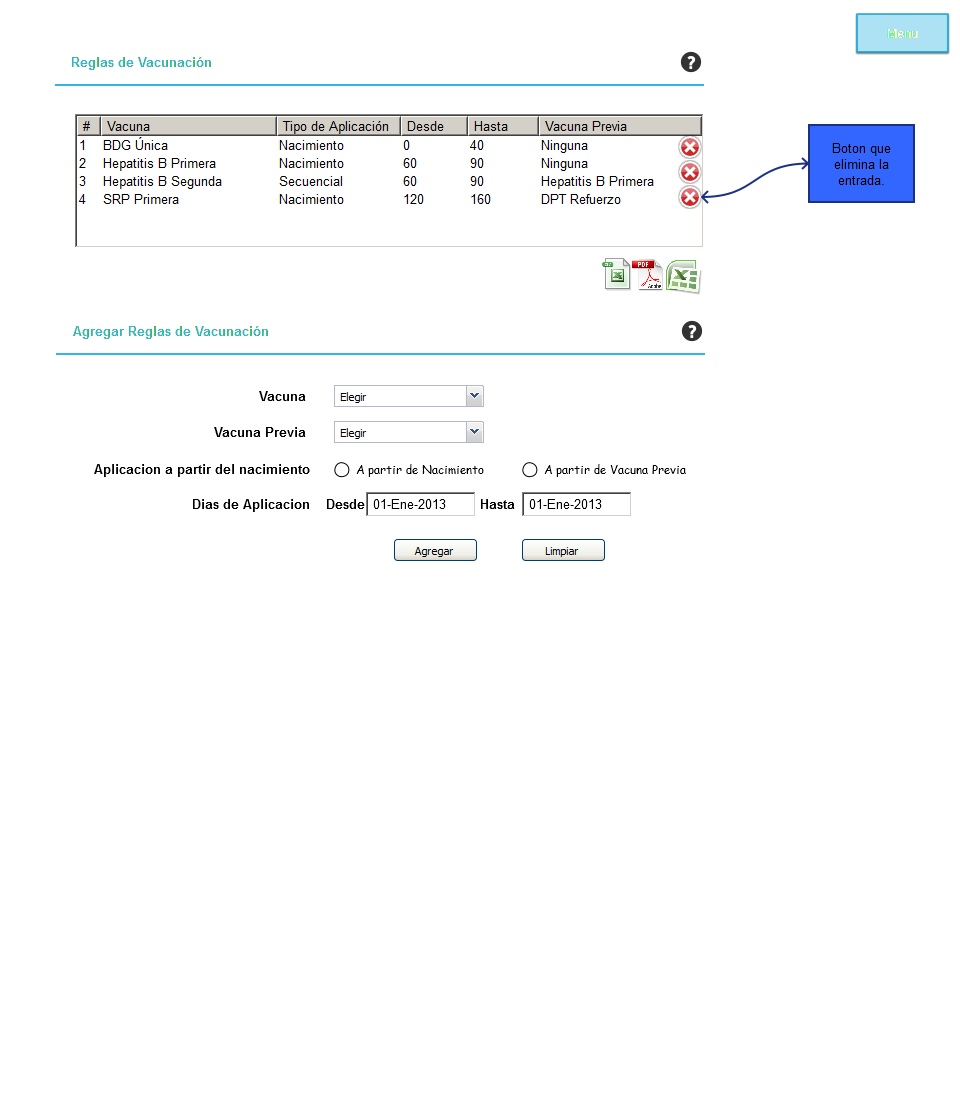 Menu
Reglas de Vacunación
?
# Vacuna Tipo de Aplicación Desde Hasta Vacuna Previa
1 BDG Única Nacimiento 0 40 Ninguna
2 Hepatitis B Primera Nacimiento 60 90 Ninguna
3 Hepatitis B Segunda Secuencial 60 90 Hepatitis B Primera
4 SRP Primera Nacimiento 120 160 DPT Refuerzo
Boton que
elimina la
entrada.
PDF
Adobe
Agregar Reglas de Vacunación
?
Vacuna Elegir
Vacuna Previa Elegir
Aplicacion a partir del nacimiento A partir de Nacimiento A partir de Vacuna Previa
Dias de Aplicacion Desde 01-Ene-2013 Hasta 01-Ene-2013
Agregar Limpiar